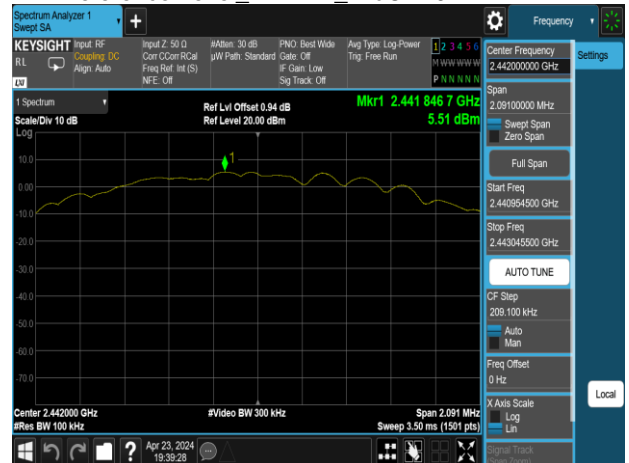 Spectrum Analyzer 1
Swept SA
+
Frequency
KEYSIGHT
RL
Input: RF
Coupling: DC
Align: Auto
Input Z: 50 Ω
Corr CCorr RCal
Freq Ref: Int (S)
NFE: Off
#Atten: 30 dB
µW Path: Standard
PNO: Best Wide
Gate: Off
IF Gain: Low
Sig Track: Off
Avg Type: Log-Power
Trig: Free Run
1 2 3 4 5 6
M W W W W W
P N N N N N
LXI
Center Frequency
2.442000000 GHz
Settings
1 Spectrum
Scale/Div 10 dB
Log
Ref Lvl Offset 0.94 dB
Ref Level 20.00 dBm
Mkr1 2.441 846 7 GHz
5.51 dBm
1
10.0
0.00
-10.0
-20.0
-30.0
-40.0
-50.0
-60.0
-70.0
Center 2.442000 GHz
#Res BW 100 kHz
#Video BW 300 kHz
Span 2.091 MHz
Sweep 3.50 ms (1501 pts)
Span
2.09100000 MHz
Swept Span
Zero Span
Full Span
Start Freq
2.440954500 GHz
Stop Freq
2.443045500 GHz
AUTO TUNE
CF Step
209.100 kHz
Auto
Man
Freq Offset
0 Hz
X Axis Scale
Log
Lin
Signal Track
(Span Zoom)
Local
?
Apr 23, 2024
19:39:28